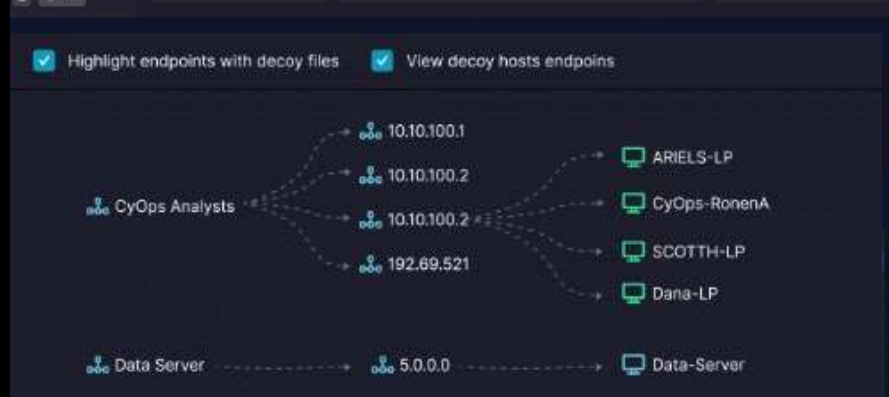 Highlight endpoints with decoy files
View decoy hosts endpoins
10.10.100.1
ARIELS-LP
10.10.100.2
CyOps Analysts
CyOps-RonenA
10.10.100.2
SCOTTH-LP
192.69.521
Dana-LP
Data Server
5.0.0.0
Data-Server